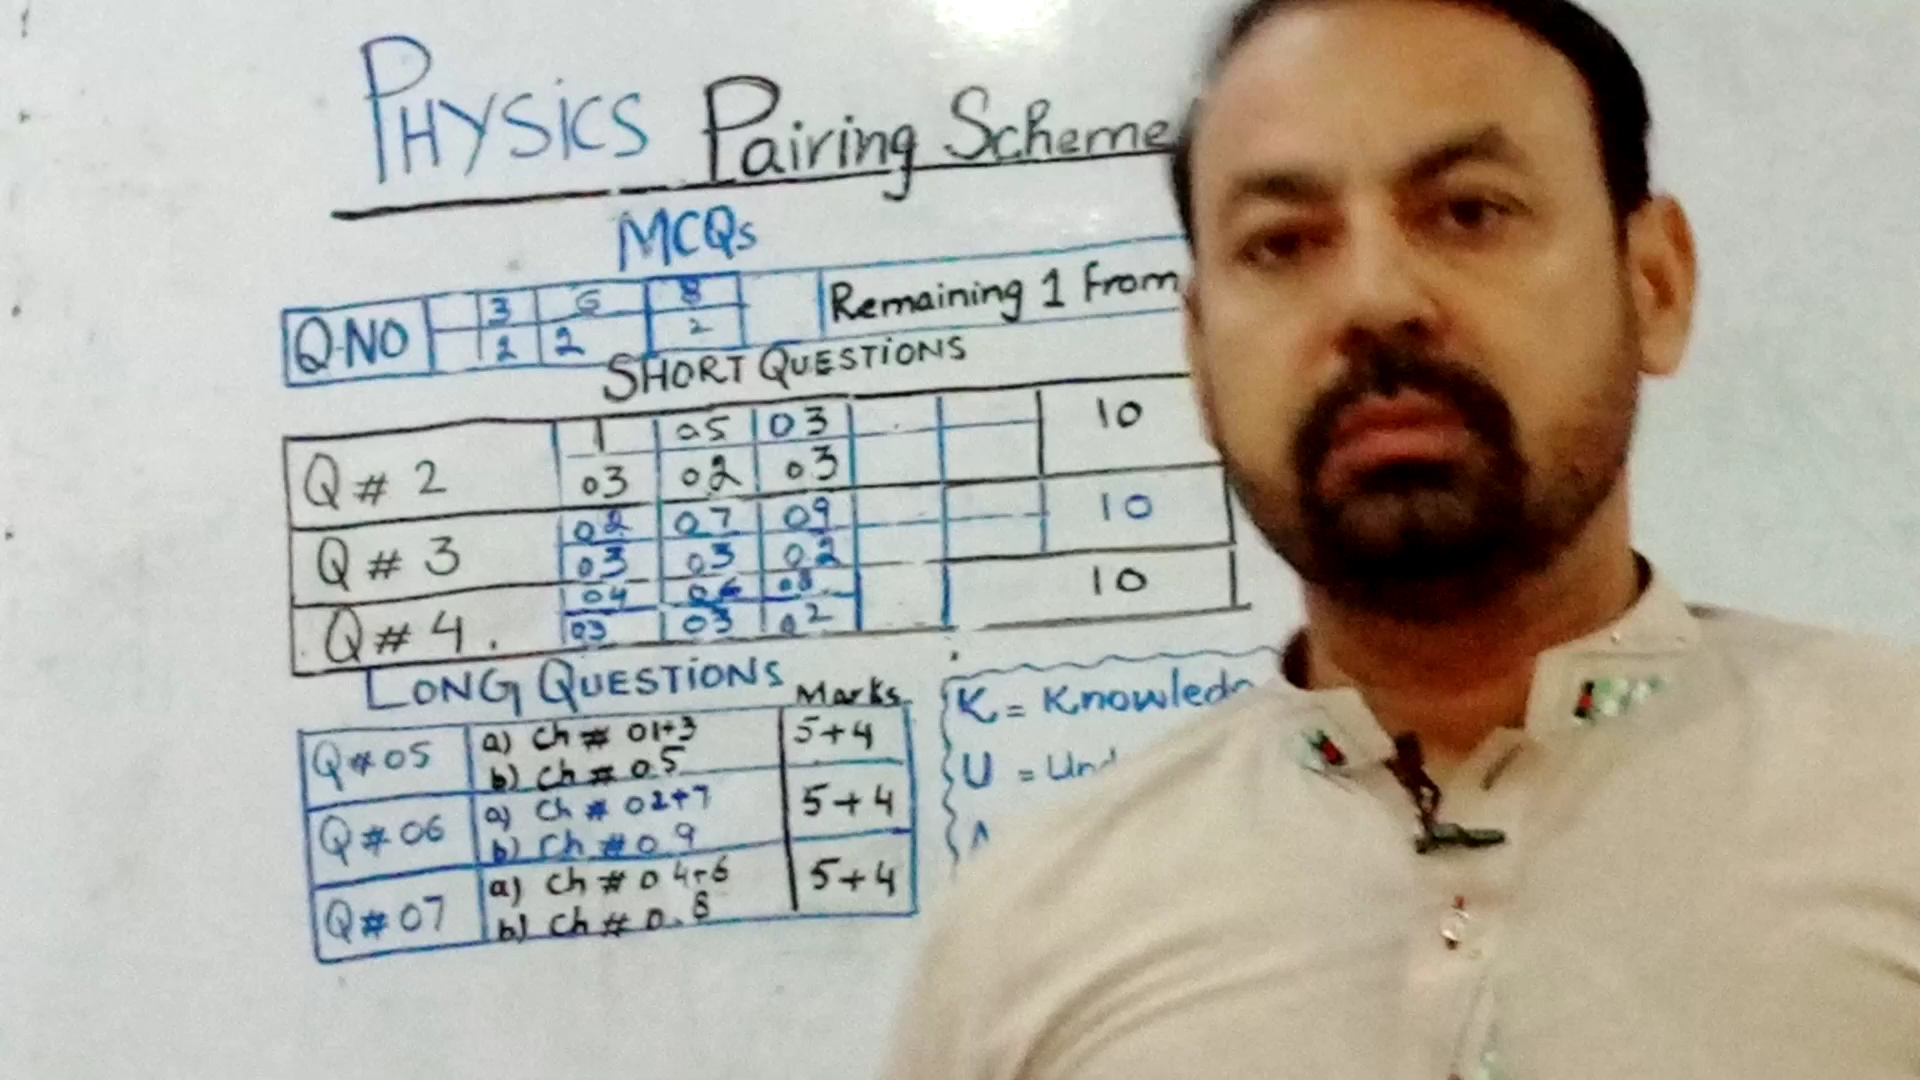 PHYSICS Pairing Scheme
MCQs
Q.NO 3 6 8 Remaining 1 From
2 2 2
SHORT QUESTIONS
Q # 2 1 05 03 10
03 02 03
Q # 3 02 07 09 10
03 03 02
Q # 4. 04 06 08 10
03 03 02
LONG QUESTIONS Marks
Q # 05 a) Ch # 01+3 5+4
b) Ch # 05
Q # 06 a) Ch # 02+7 5+4
b) Ch # 09
Q # 07 a) Ch # 04+6 5+4
b) Ch # 0.8
K = Knowled
U = Und